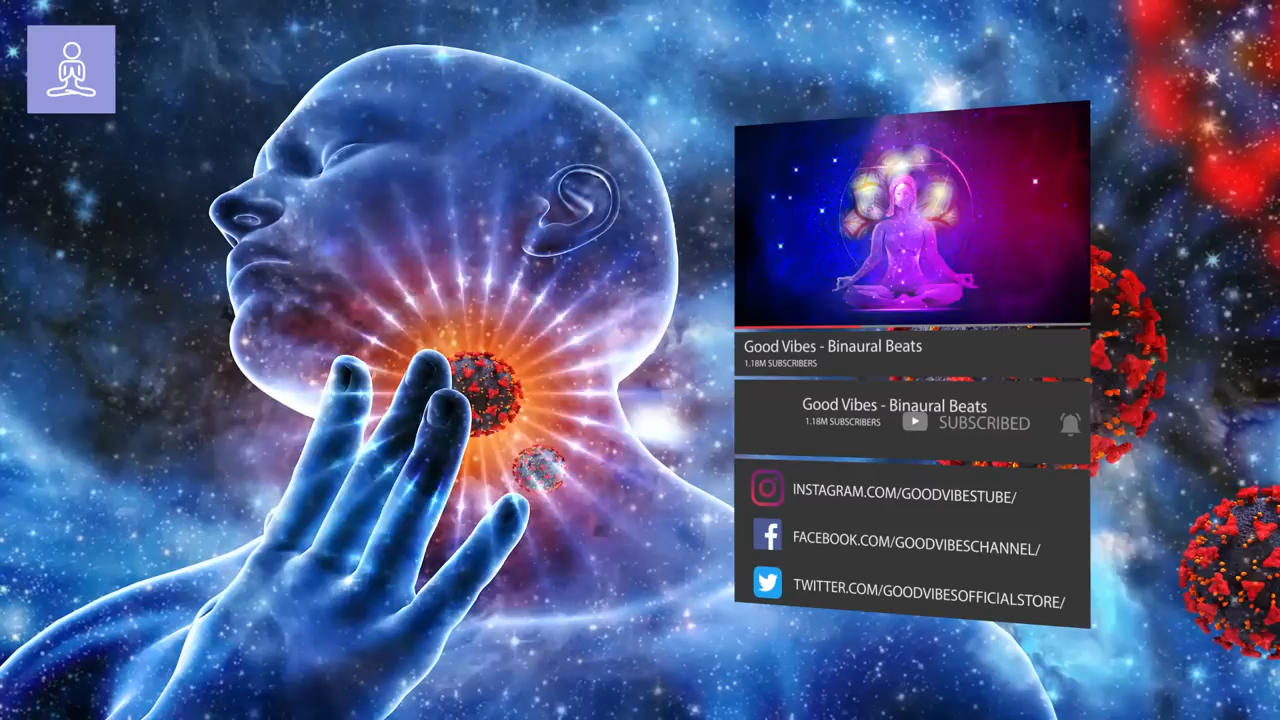 Good Vibes - Binaural Beats
1.18M SUBSCRIBERS
Good Vibes - Binaural Beats
1.18M SUBSCRIBERS
SUBSCRIBED
INSTAGRAM.COM/GOODVIBESTUBE/
FACEBOOK.COM/GOODVIBESCHANNEL/
TWITTER.COM/GOODVIBESOFFICIALSTORE/